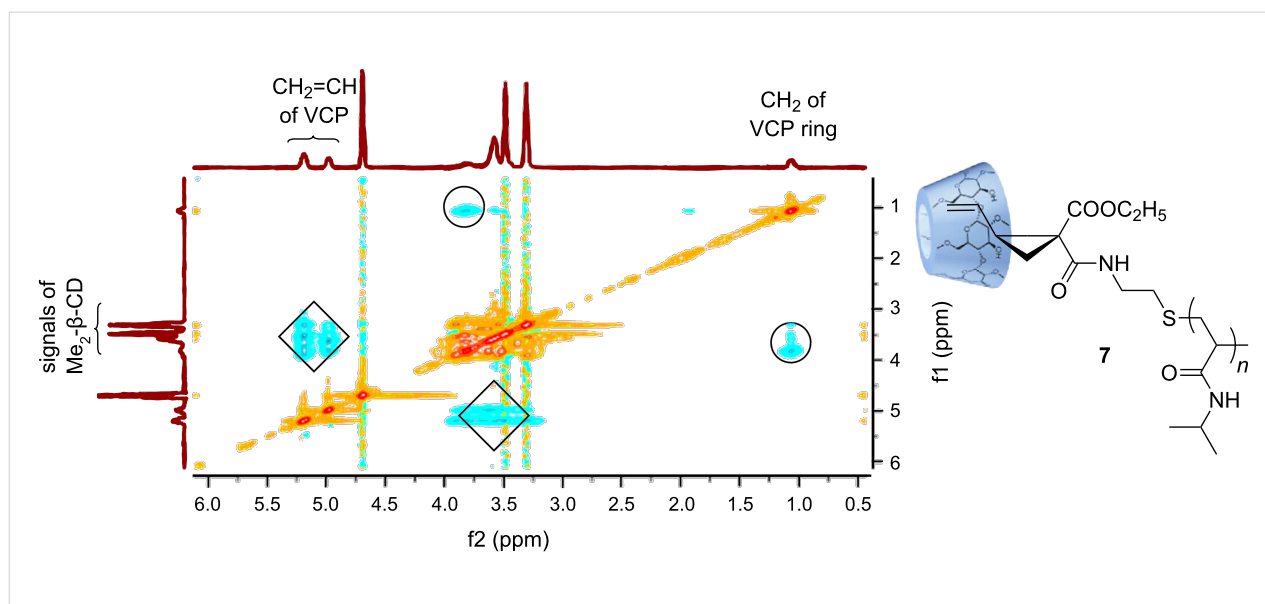 CH2=CH
of VCP
CH2 of
VCP ring
signals of
Me2-β-CD
1
2
3
4
5
6
f1 (ppm)
6.0 5.5 5.0 4.5 4.0 3.5 3.0 2.5 2.0 1.5 1.0 0.5
f2 (ppm)
COOC2H5
NH
O
S
7
n
O
NH